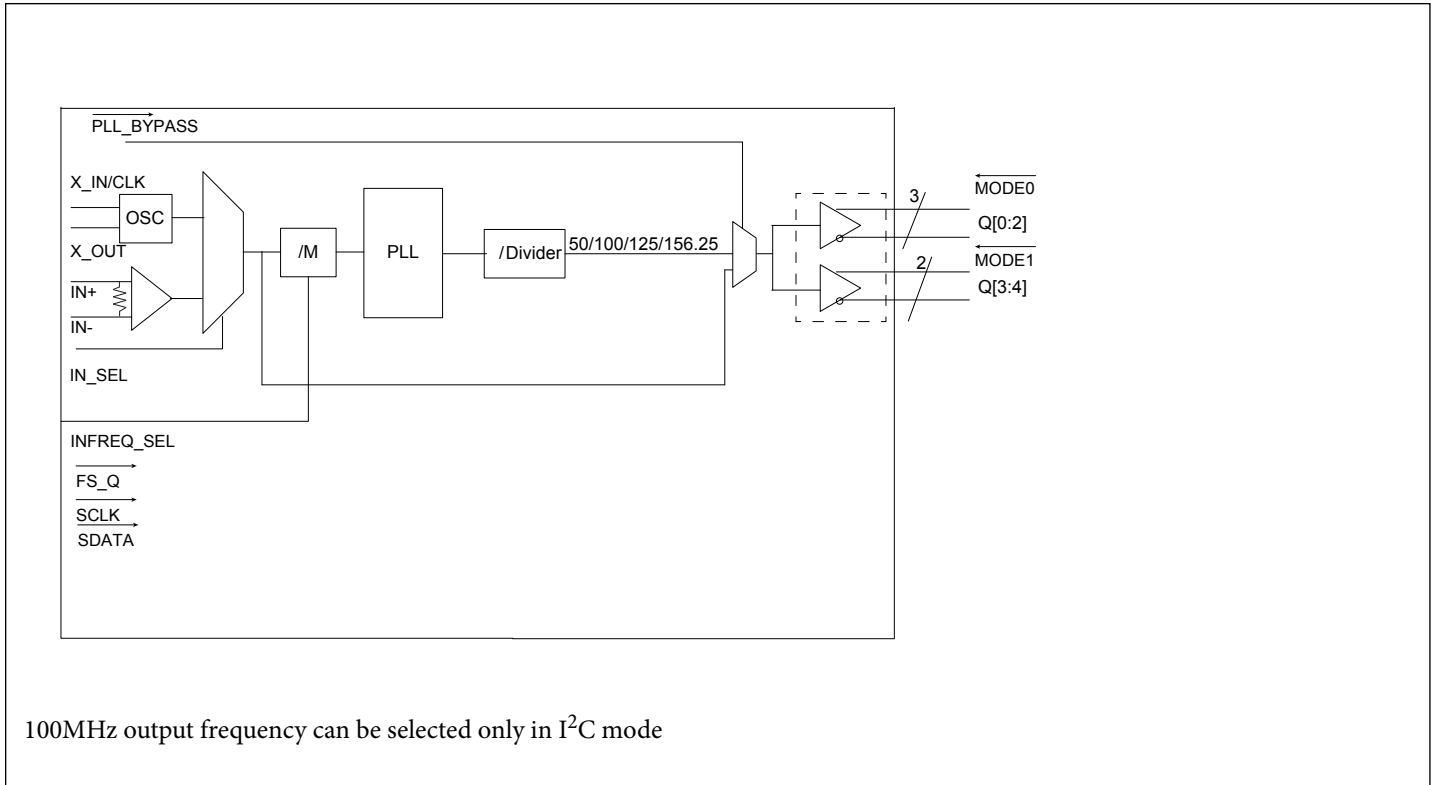 PLL_BYPASS
X_IN/CLK
OSC
X_OUT
IN+
IN-
IN_SEL
/M
PLL
/Divider
50/100/125/156.25
3
MODE0
Q[0:2]
MODE1
2
Q[3:4]
INFREQ_SEL
FS_Q
SCLK
SDATA
100MHz output frequency can be selected only in I²C mode